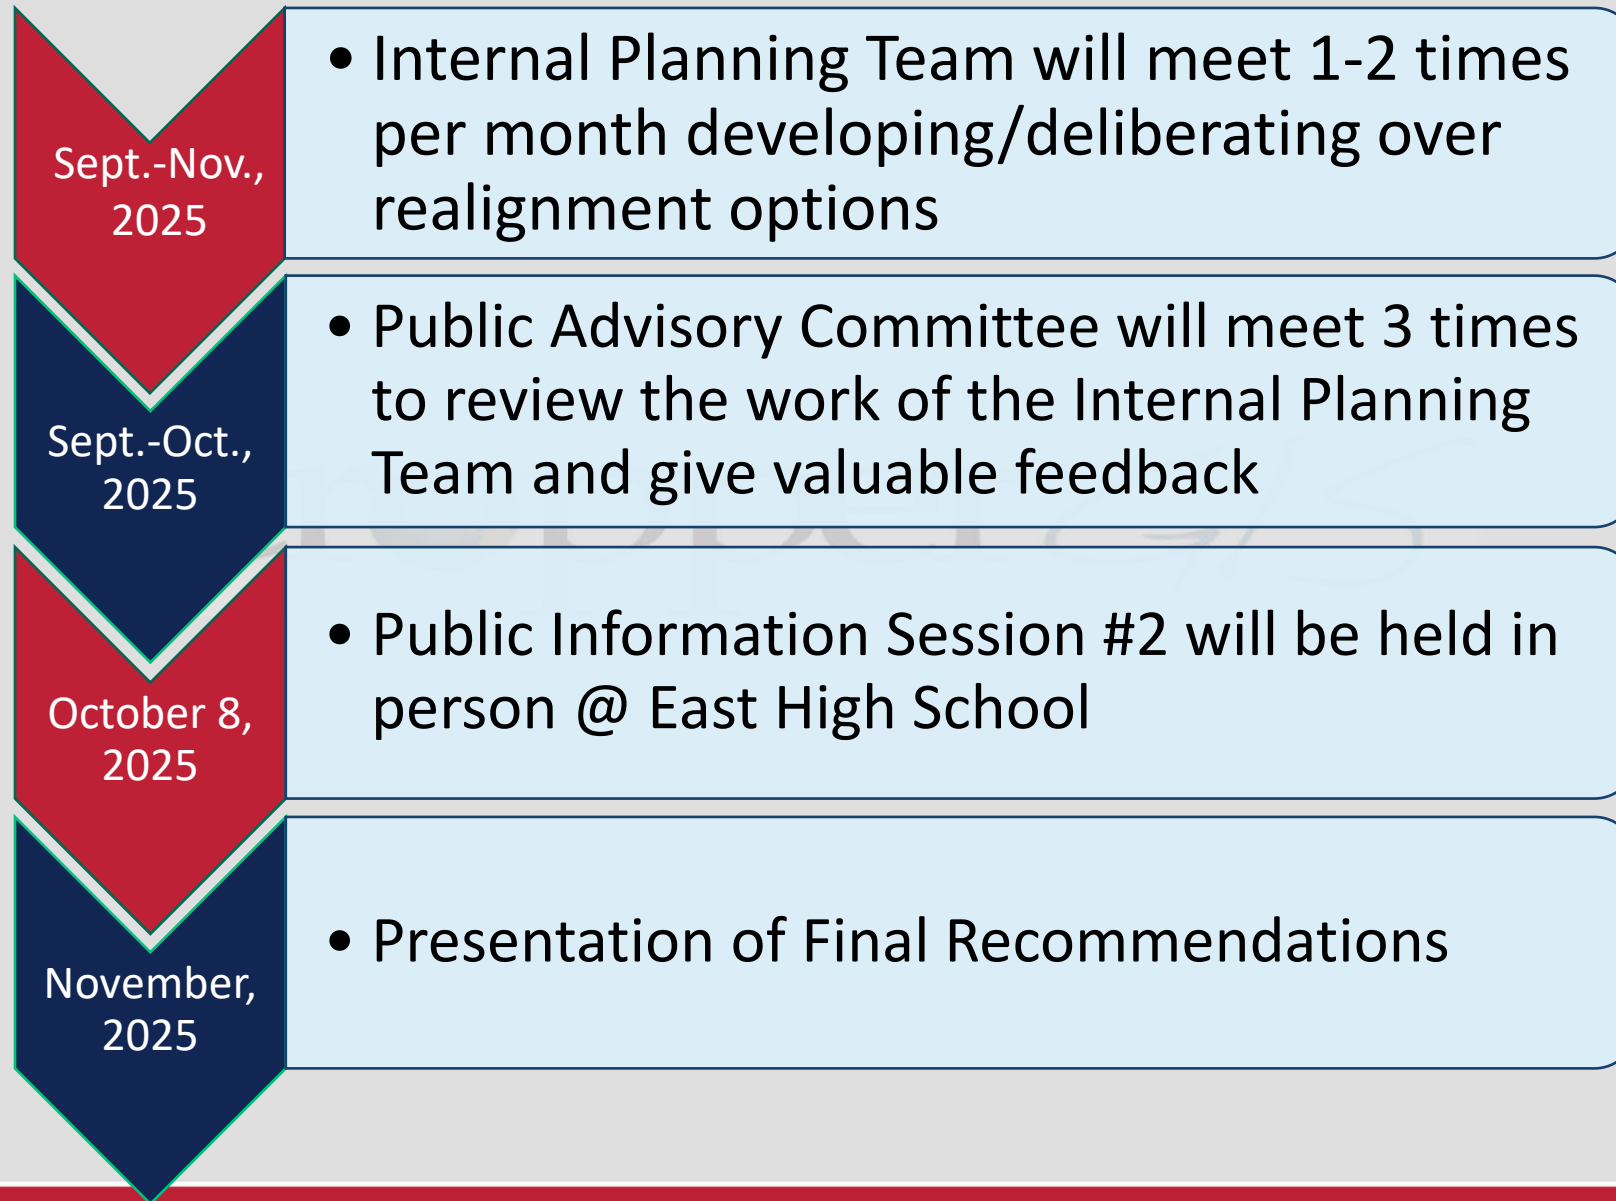 Sept.-Nov.,
2025
• Internal Planning Team will meet 1-2 times
per month developing/deliberating over
realignment options
Sept.-Oct.,
2025
• Public Advisory Committee will meet 3 times
to review the work of the Internal Planning
Team and give valuable feedback
October 8,
2025
• Public Information Session #2 will be held in
person @ East High School
November,
2025
• Presentation of Final Recommendations